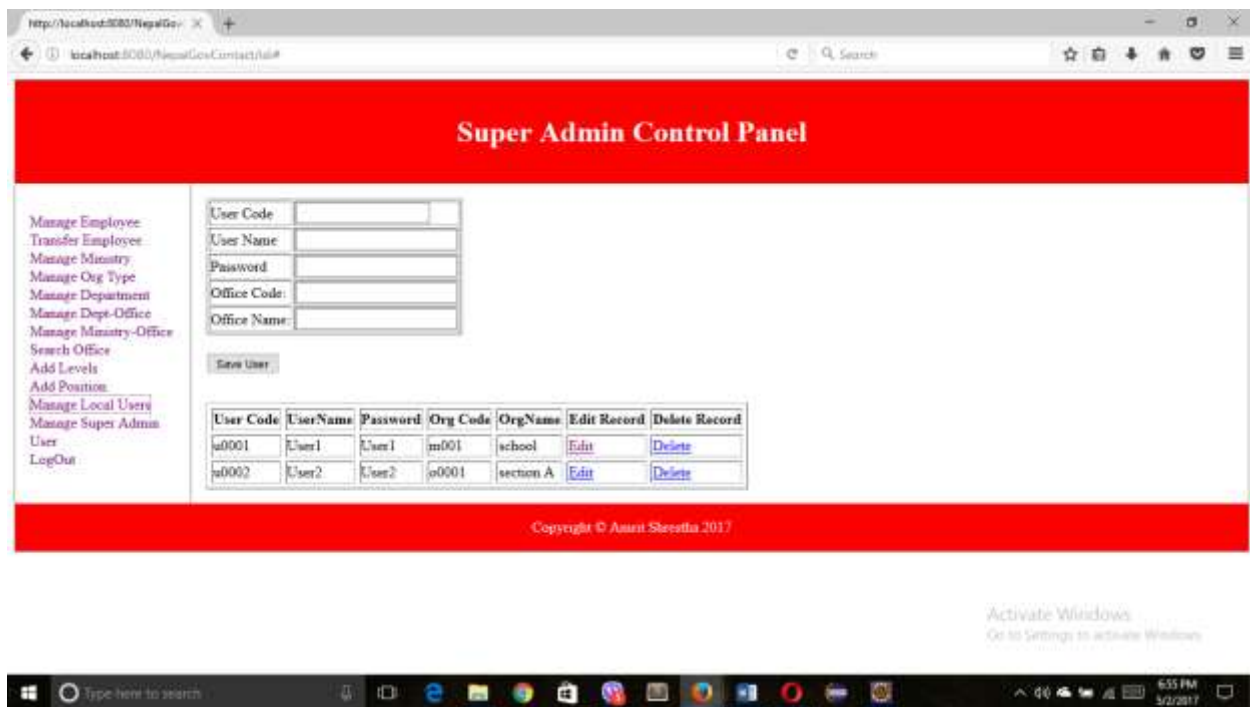 http://localhost:8080/NepalGov
localhost:8080/NepalGovContact/
Search
Super Admin Control Panel
Manage Employee
Transfer Employee
Manage Ministry
Manage Org Type
Manage Department
Manage Dept-Office
Manage Ministry-Office
Search Office
Add Levels
Add Position
Manage Local Users
Manage Super Admin
User
LogOut
User Code
User Name
Password
Office Code:
Office Name:
Save User
User Code UserName Password Org Code OrgName Edit Record Delete Record
u0001 User1 User1 m001 school Edit Delete
u0002 User2 User2 o0001 section A Edit Delete
Copyright © Amrit Shrestha 2017
Activate Windows
Go to Settings to activate Windows.
Type here to search
6:55 PM
5/2/2017